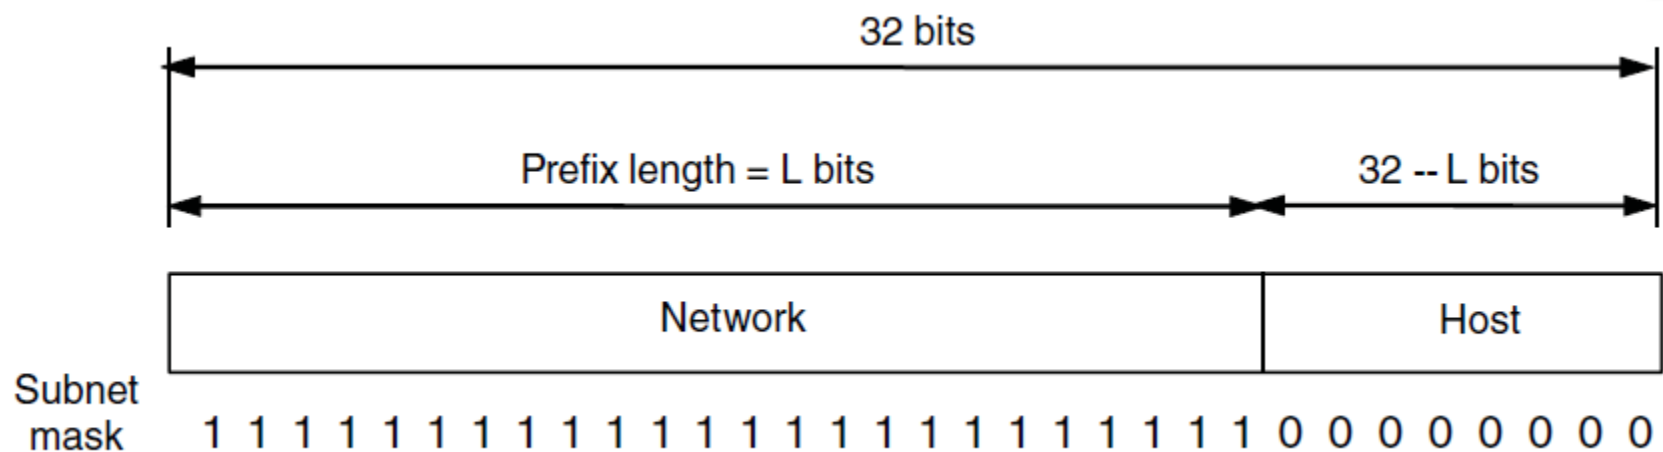 32 bits
Prefix length = L bits 32 -- L bits
Network Host
Subnet
mask 1 1 1 1 1 1 1 1 1 1 1 1 1 1 1 1 1 1 1 1 1 1 1 1 0 0 0 0 0 0 0 0